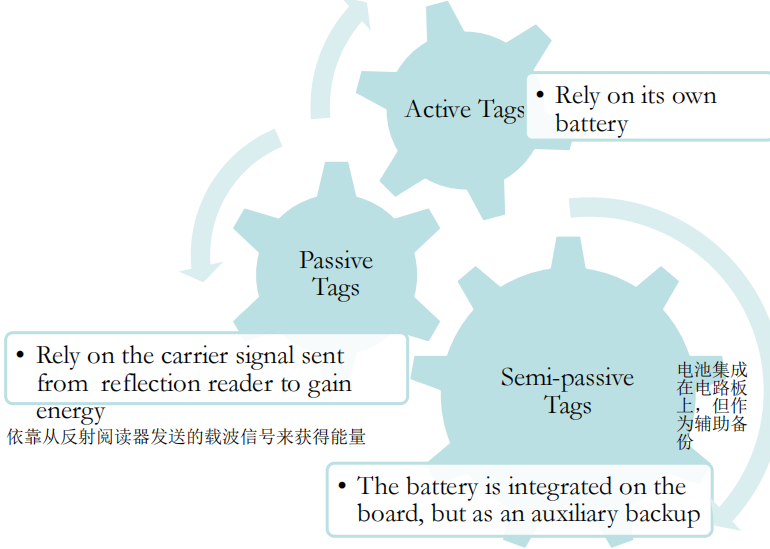 Active Tags
• Rely on its own
battery
Passive
Tags
• Rely on the carrier signal sent
from reflection reader to gain
energy
依靠从反射阅读器发送的载波信号来获得能量
Semi-passive
Tags
电池集成
在电路板
上，但作
为辅助备
份
• The battery is integrated on the
board, but as an auxiliary backup